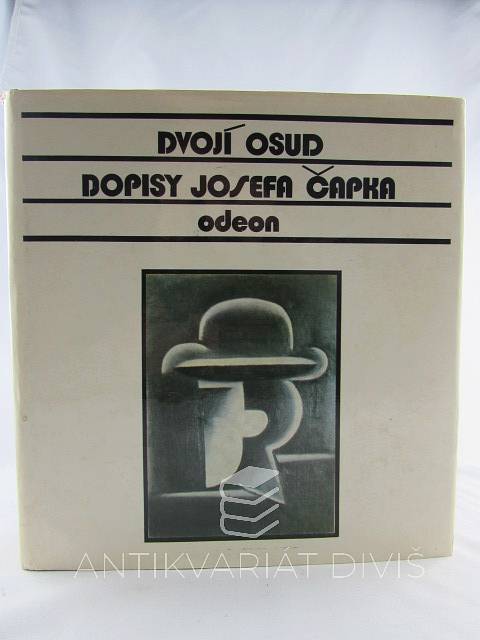 DVOJÍ OSUD
DOPISY JOSEFA ČAPKA
odeon
ANTIKVARIÁT DIVIŠ